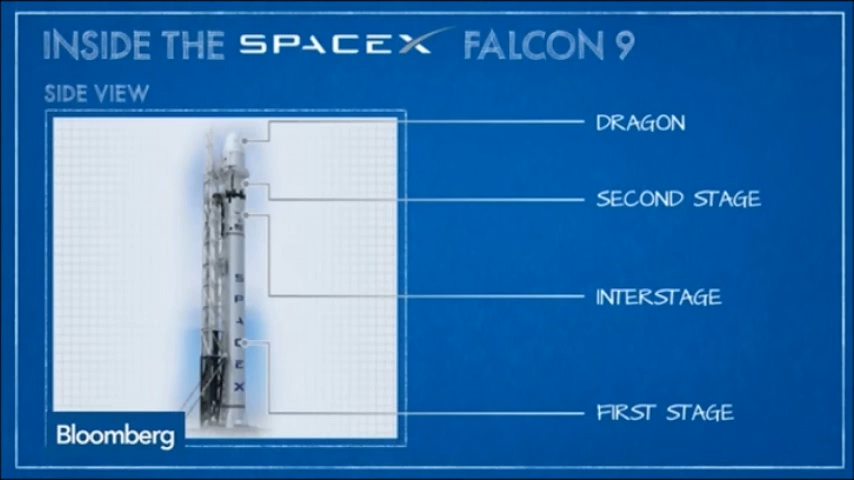 INSIDE THE SPACEX FALCON 9
SIDE VIEW
DRAGON
SECOND STAGE
INTERSTAGE
FIRST STAGE
SPACEX
Bloomberg